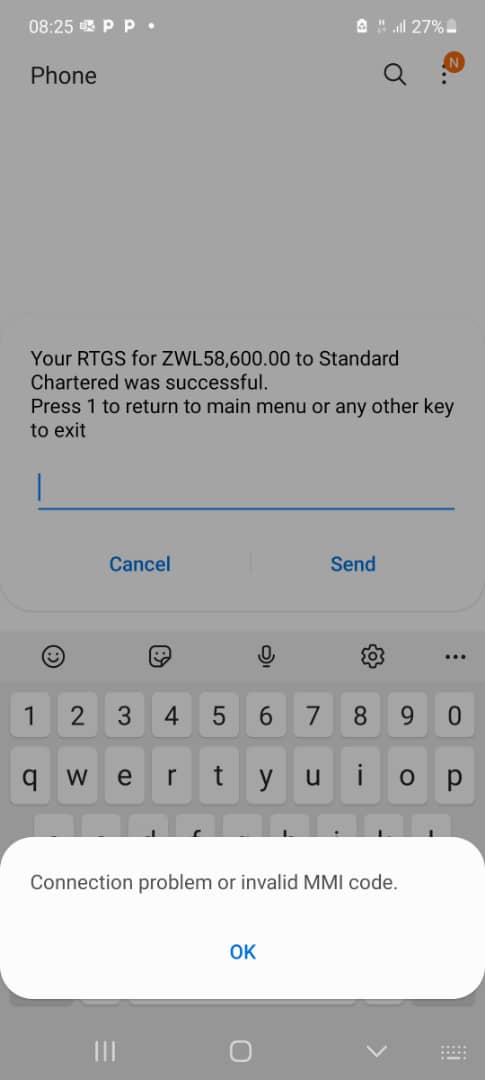 08:25 P P • 27%
Phone
N
Your RTGS for ZWL58,600.00 to Standard
Chartered was successful.
Press 1 to return to main menu or any other key
to exit
Cancel Send
1 2 3 4 5 6 7 8 9 0
q w e r t y u i o p
Connection problem or invalid MMI code.
OK